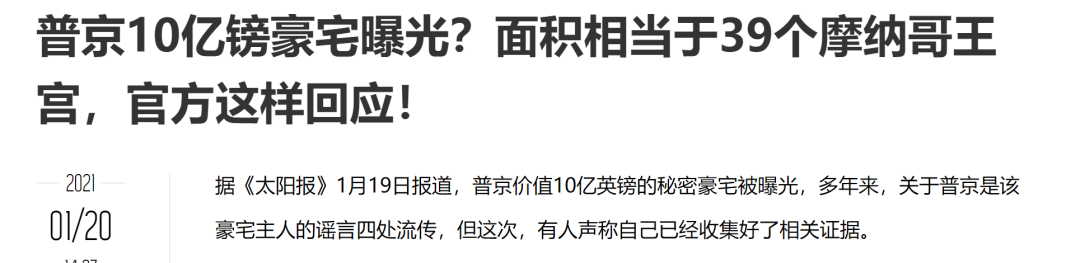 普京10亿镑豪宅曝光？面积相当于39个摩纳哥王
宫，官方这样回应！
2021
01/20
据《太阳报》1月19日报道，普京价值10亿英镑的秘密豪宅被曝光，多年来，关于普京是该
豪宅主人的谣言四处流传，但这次，有人声称自己已经收集好了相关证据。